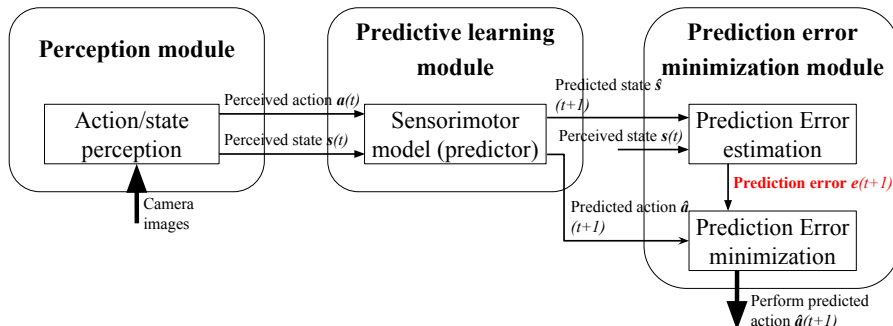 Perception module
Action/state
perception
Camera
images
Perceived action a(t)
Perceived state s(t)
Predictive learning
module
Sensorimotor
model (predictor)
Predicted state ŝ
(t+1)
Perceived state s(t)
Predicted action â
(t+1)
Prediction error
minimization module
Prediction Error
estimation
Prediction error e(t+1)
Prediction Error
minimization
Perform predicted
action â(t+1)